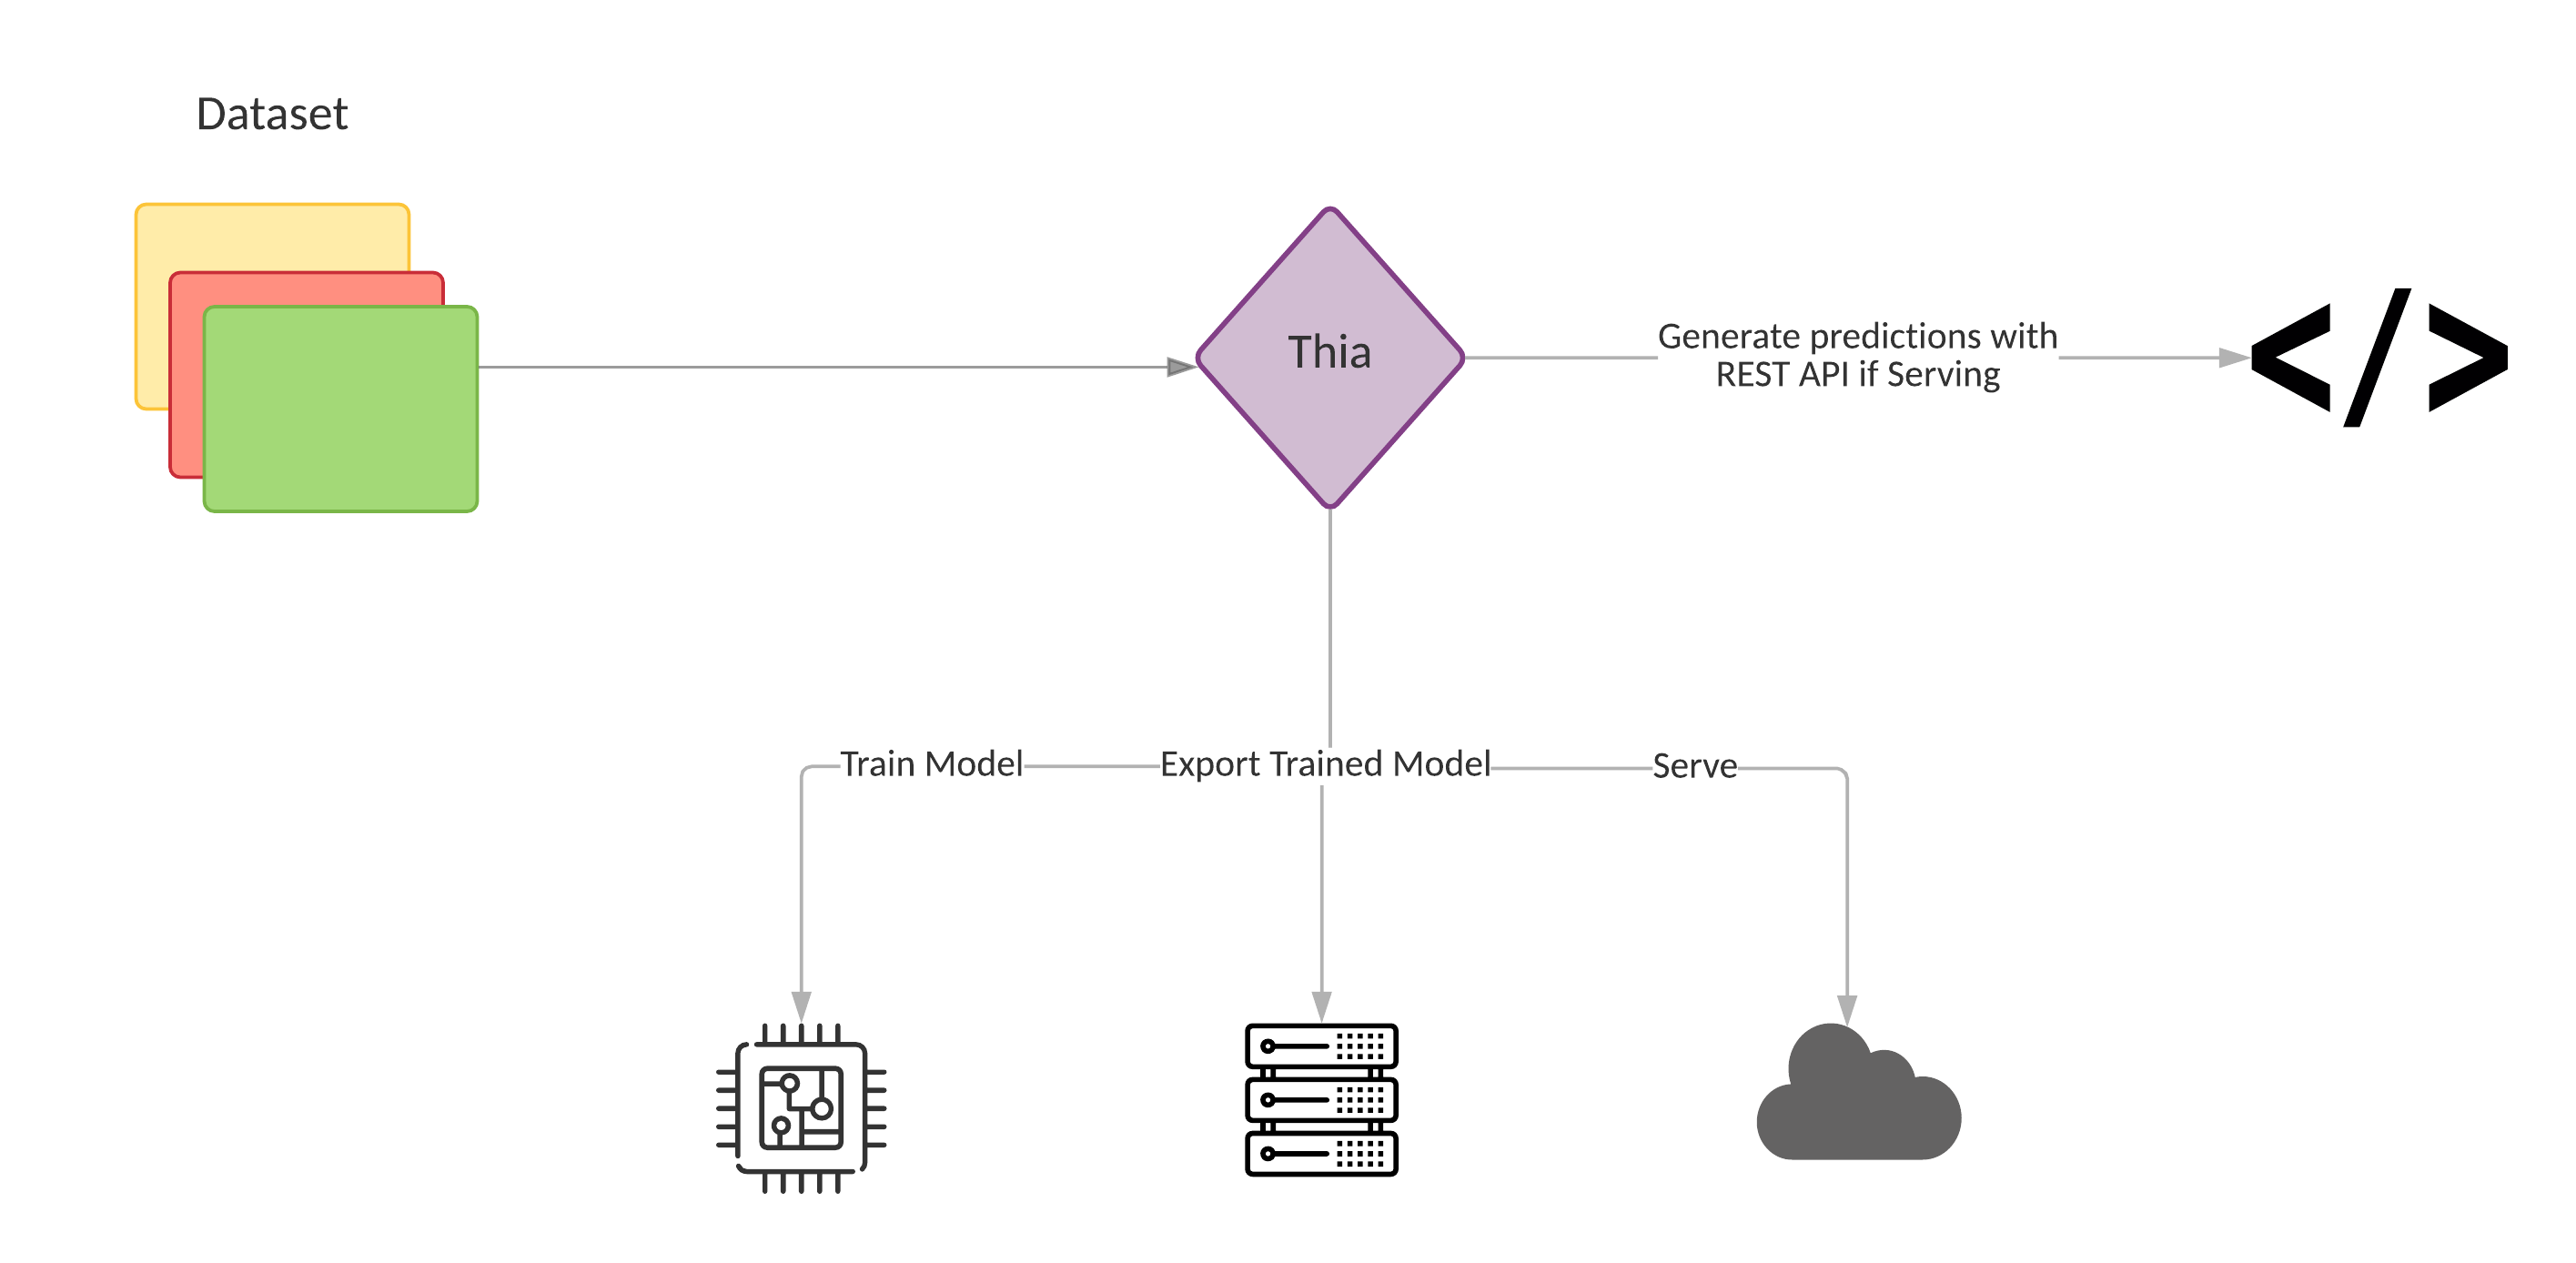 Dataset
Thia
Generate predictions with
REST API if Serving
</>
Train Model
Export Trained Model
Serve